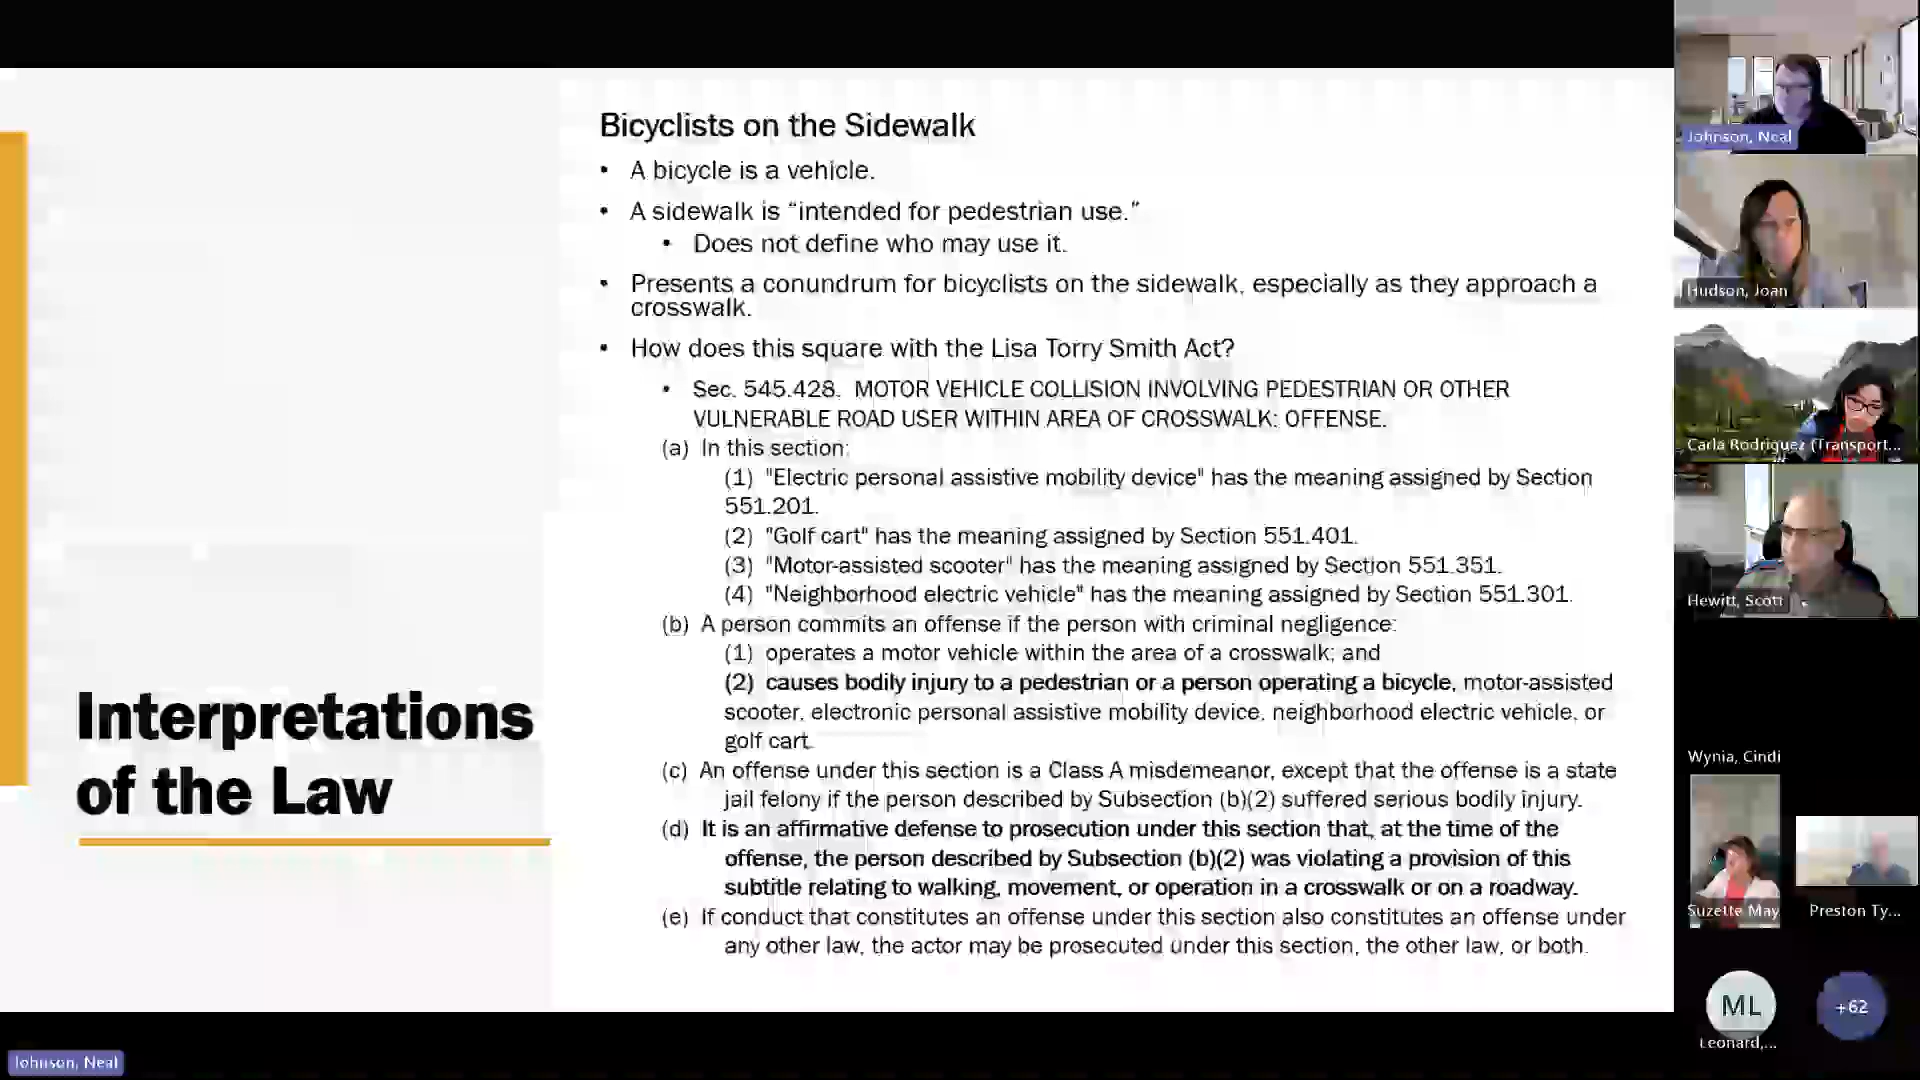 Bicyclists on the Sidewalk
• A bicycle is a vehicle.
• A sidewalk is “intended for pedestrian use.”
• Does not define who may use it.
• Presents a conundrum for bicyclists on the sidewalk, especially as they approach a
crosswalk.
• How does this square with the Lisa Torry Smith Act?
• Sec. 545.428. MOTOR VEHICLE COLLISION INVOLVING PEDESTRIAN OR OTHER
VULNERABLE ROAD USER WITHIN AREA OF CROSSWALK: OFFENSE.
(a) In this section:
(1) "Electric personal assistive mobility device" has the meaning assigned by Section
551.201.
(2) "Golf cart" has the meaning assigned by Section 551.401.
(3) "Motor-assisted scooter" has the meaning assigned by Section 551.351.
(4) "Neighborhood electric vehicle" has the meaning assigned by Section 551.301.
(b) A person commits an offense if the person with criminal negligence:
(1) operates a motor vehicle within the area of a crosswalk; and
(2) causes bodily injury to a pedestrian or a person operating a bicycle, motor-assisted
scooter, electronic personal assistive mobility device, neighborhood electric vehicle, or
golf cart.
(c) An offense under this section is a Class A misdemeanor, except that the offense is a state
jail felony if the person described by Subsection (b)(2) suffered serious bodily injury.
(d) It is an affirmative defense to prosecution under this section that, at the time of the
offense, the person described by Subsection (b)(2) was violating a provision of this
subtitle relating to walking, movement, or operation in a crosswalk or on a roadway.
(e) If conduct that constitutes an offense under this section also constitutes an offense under
any other law, the actor may be prosecuted under this section, the other law, or both.
Interpretations
of the Law
Johnson, Neal
Hudson, Joan
Carla Rodriguez (Transport...
Hewitt, Scott
Wynia, Cindi
Suzette May
Preston Ty...
ML
+62
Leonard,...
Johnson, Neal